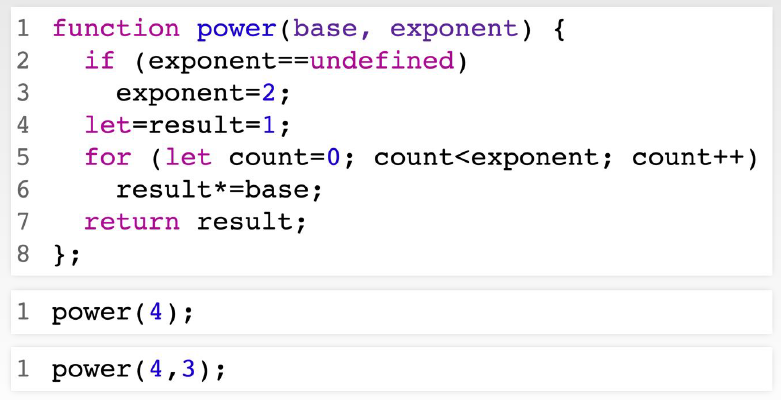 1 function power(base, exponent) {
2   if (exponent==undefined)
3     exponent=2;
4   let=result=1;
5   for (let count=0; count<exponent; count++)
6     result*=base;
7   return result;
8 };
1 power(4);
1 power(4,3);